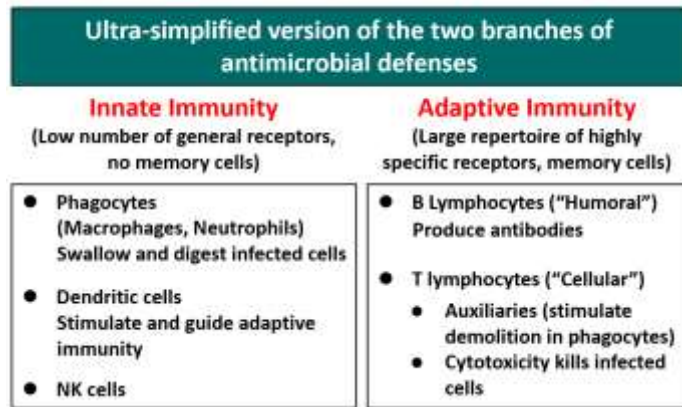 Ultra-simplified version of the two branches of
antimicrobial defenses
Innate Immunity
(Low number of general receptors,
no memory cells)
● Phagocytes
(Macrophages, Neutrophils)
Swallow and digest infected cells
● Dendritic cells
Stimulate and guide adaptive
immunity
● NK cells
Adaptive Immunity
(Large repertoire of highly
specific receptors, memory cells)
● B Lymphocytes (“Humoral”)
Produce antibodies
● T lymphocytes (“Cellular”)
● Auxiliaries (stimulate
demolition in phagocytes)
● Cytotoxicity kills infected
cells